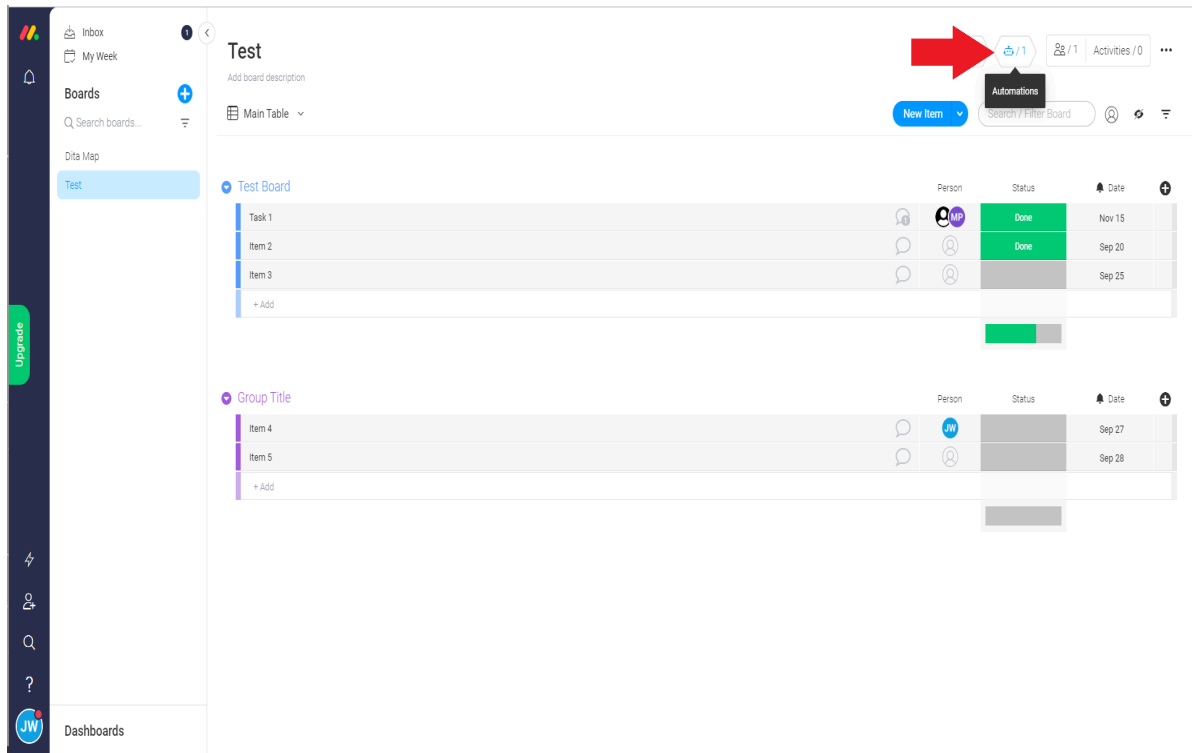 Inbox
1
My Week
Boards
Search boards...
Dita Map
Test
Upgrade
?
JW
Dashboards
Test
Add board description
/ 1
/ 1
Activities / 0
Automations
Main Table
New Item
Search / Filter Board
Test Board
Person Status Date
Task 1 1 MP Done Nov 15
Item 2 Done Sep 20
Item 3 Sep 25
+ Add
Group Title
Person Status Date
Item 4 JW Sep 27
Item 5 Sep 28
+ Add